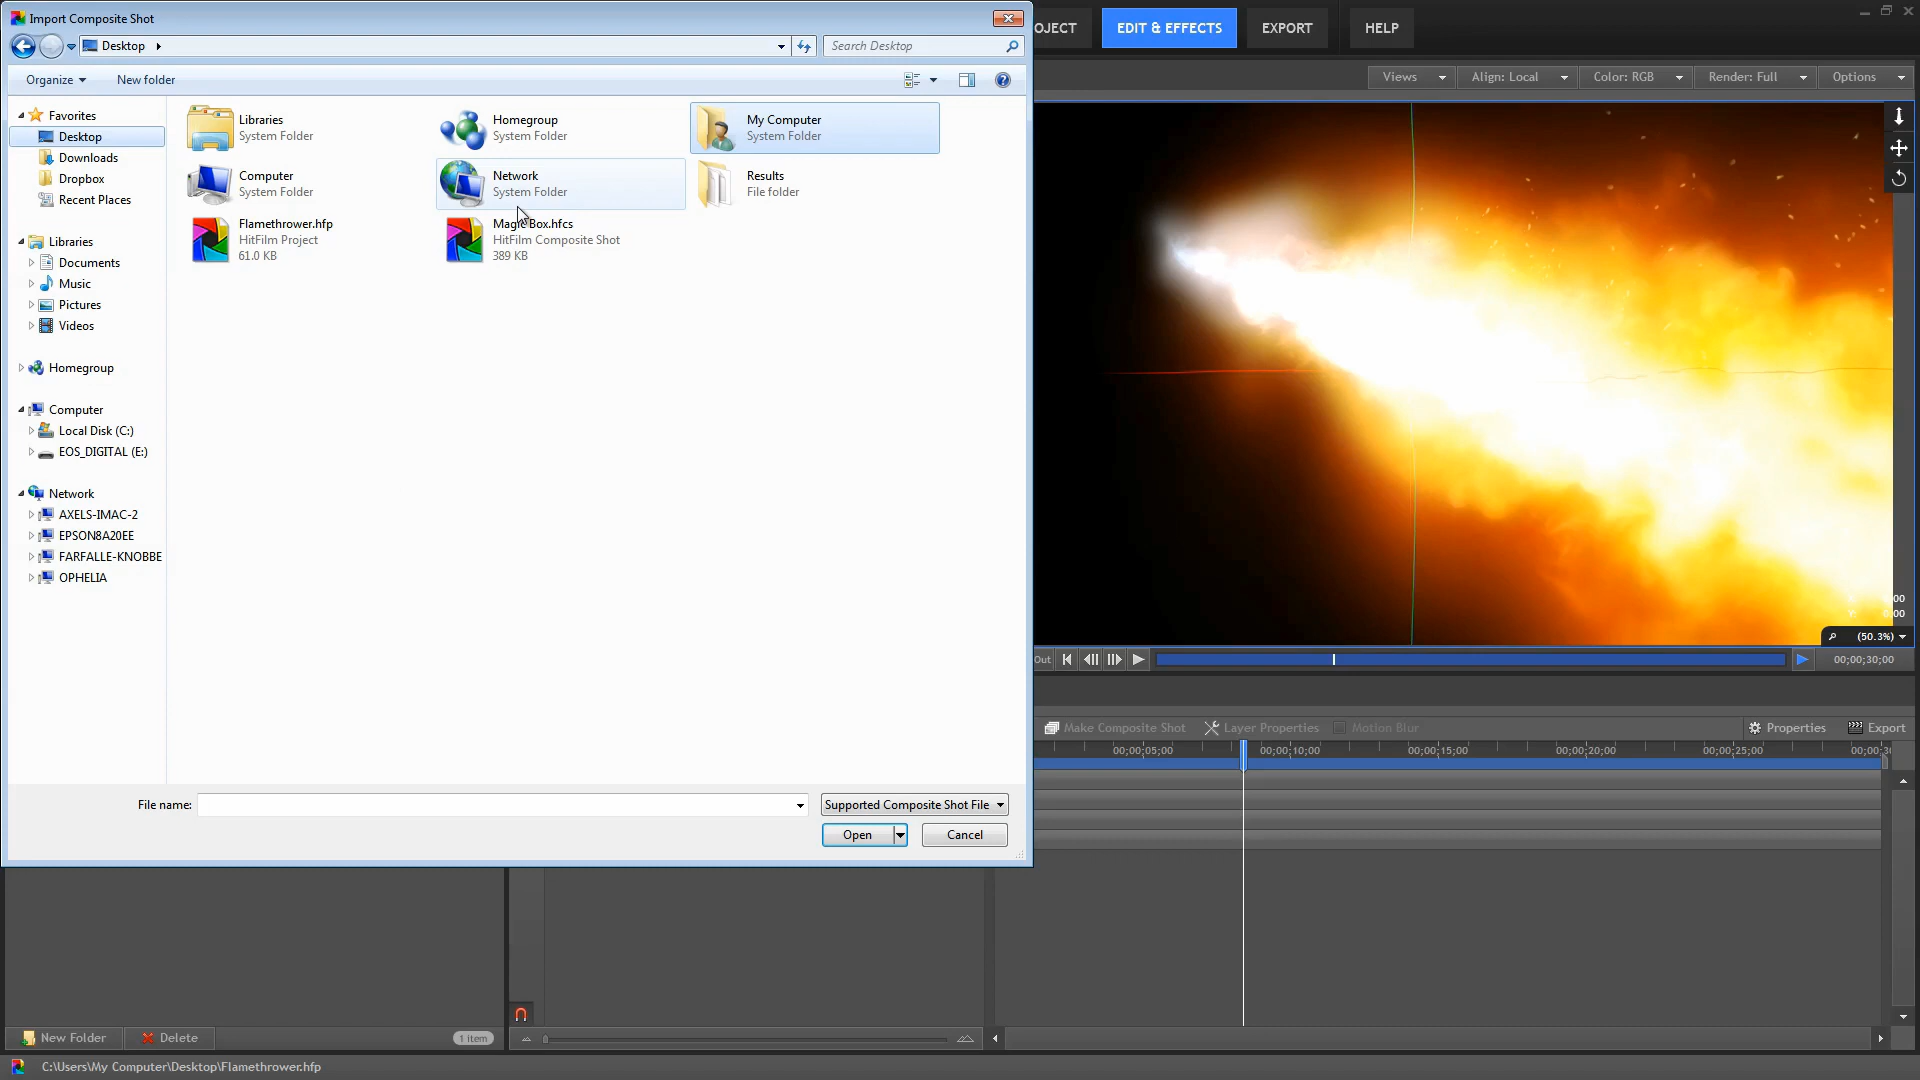 Import Composite Shot
Desktop
Search Desktop
Organize
New folder
Favorites
Desktop
Downloads
Dropbox
Recent Places
Libraries
Documents
Music
Pictures
Videos
Homegroup
Computer
Local Disk (C:)
EOS_DIGITAL (E:)
Network
AXELS-IMAC-2
EPSON8A20EE
FARFALLE-KNOBBE
OPHELIA
Libraries
System Folder
Homegroup
System Folder
My Computer
System Folder
Computer
System Folder
Network
System Folder
Results
File folder
Flamethrower.hfp
HitFilm Project
61.0 KB
Magic Box.hfcs
HitFilm Composite Shot
389 KB
File name:
Supported Composite Shot File
Open
Cancel
OJECT
EDIT & EFFECTS
EXPORT
HELP
Views
Align: Local
Color: RGB
Render: Full
Options
(50.3%)
Out
00;00;30;00
Make Composite Shot
Layer Properties
Motion Blur
Properties
Export
00;00;05;00
00;00;10;00
00;00;15;00
00;00;20;00
00;00;25;00
New Folder
Delete
1 item
C:\Users\My Computer\Desktop\Flamethrower.hfp